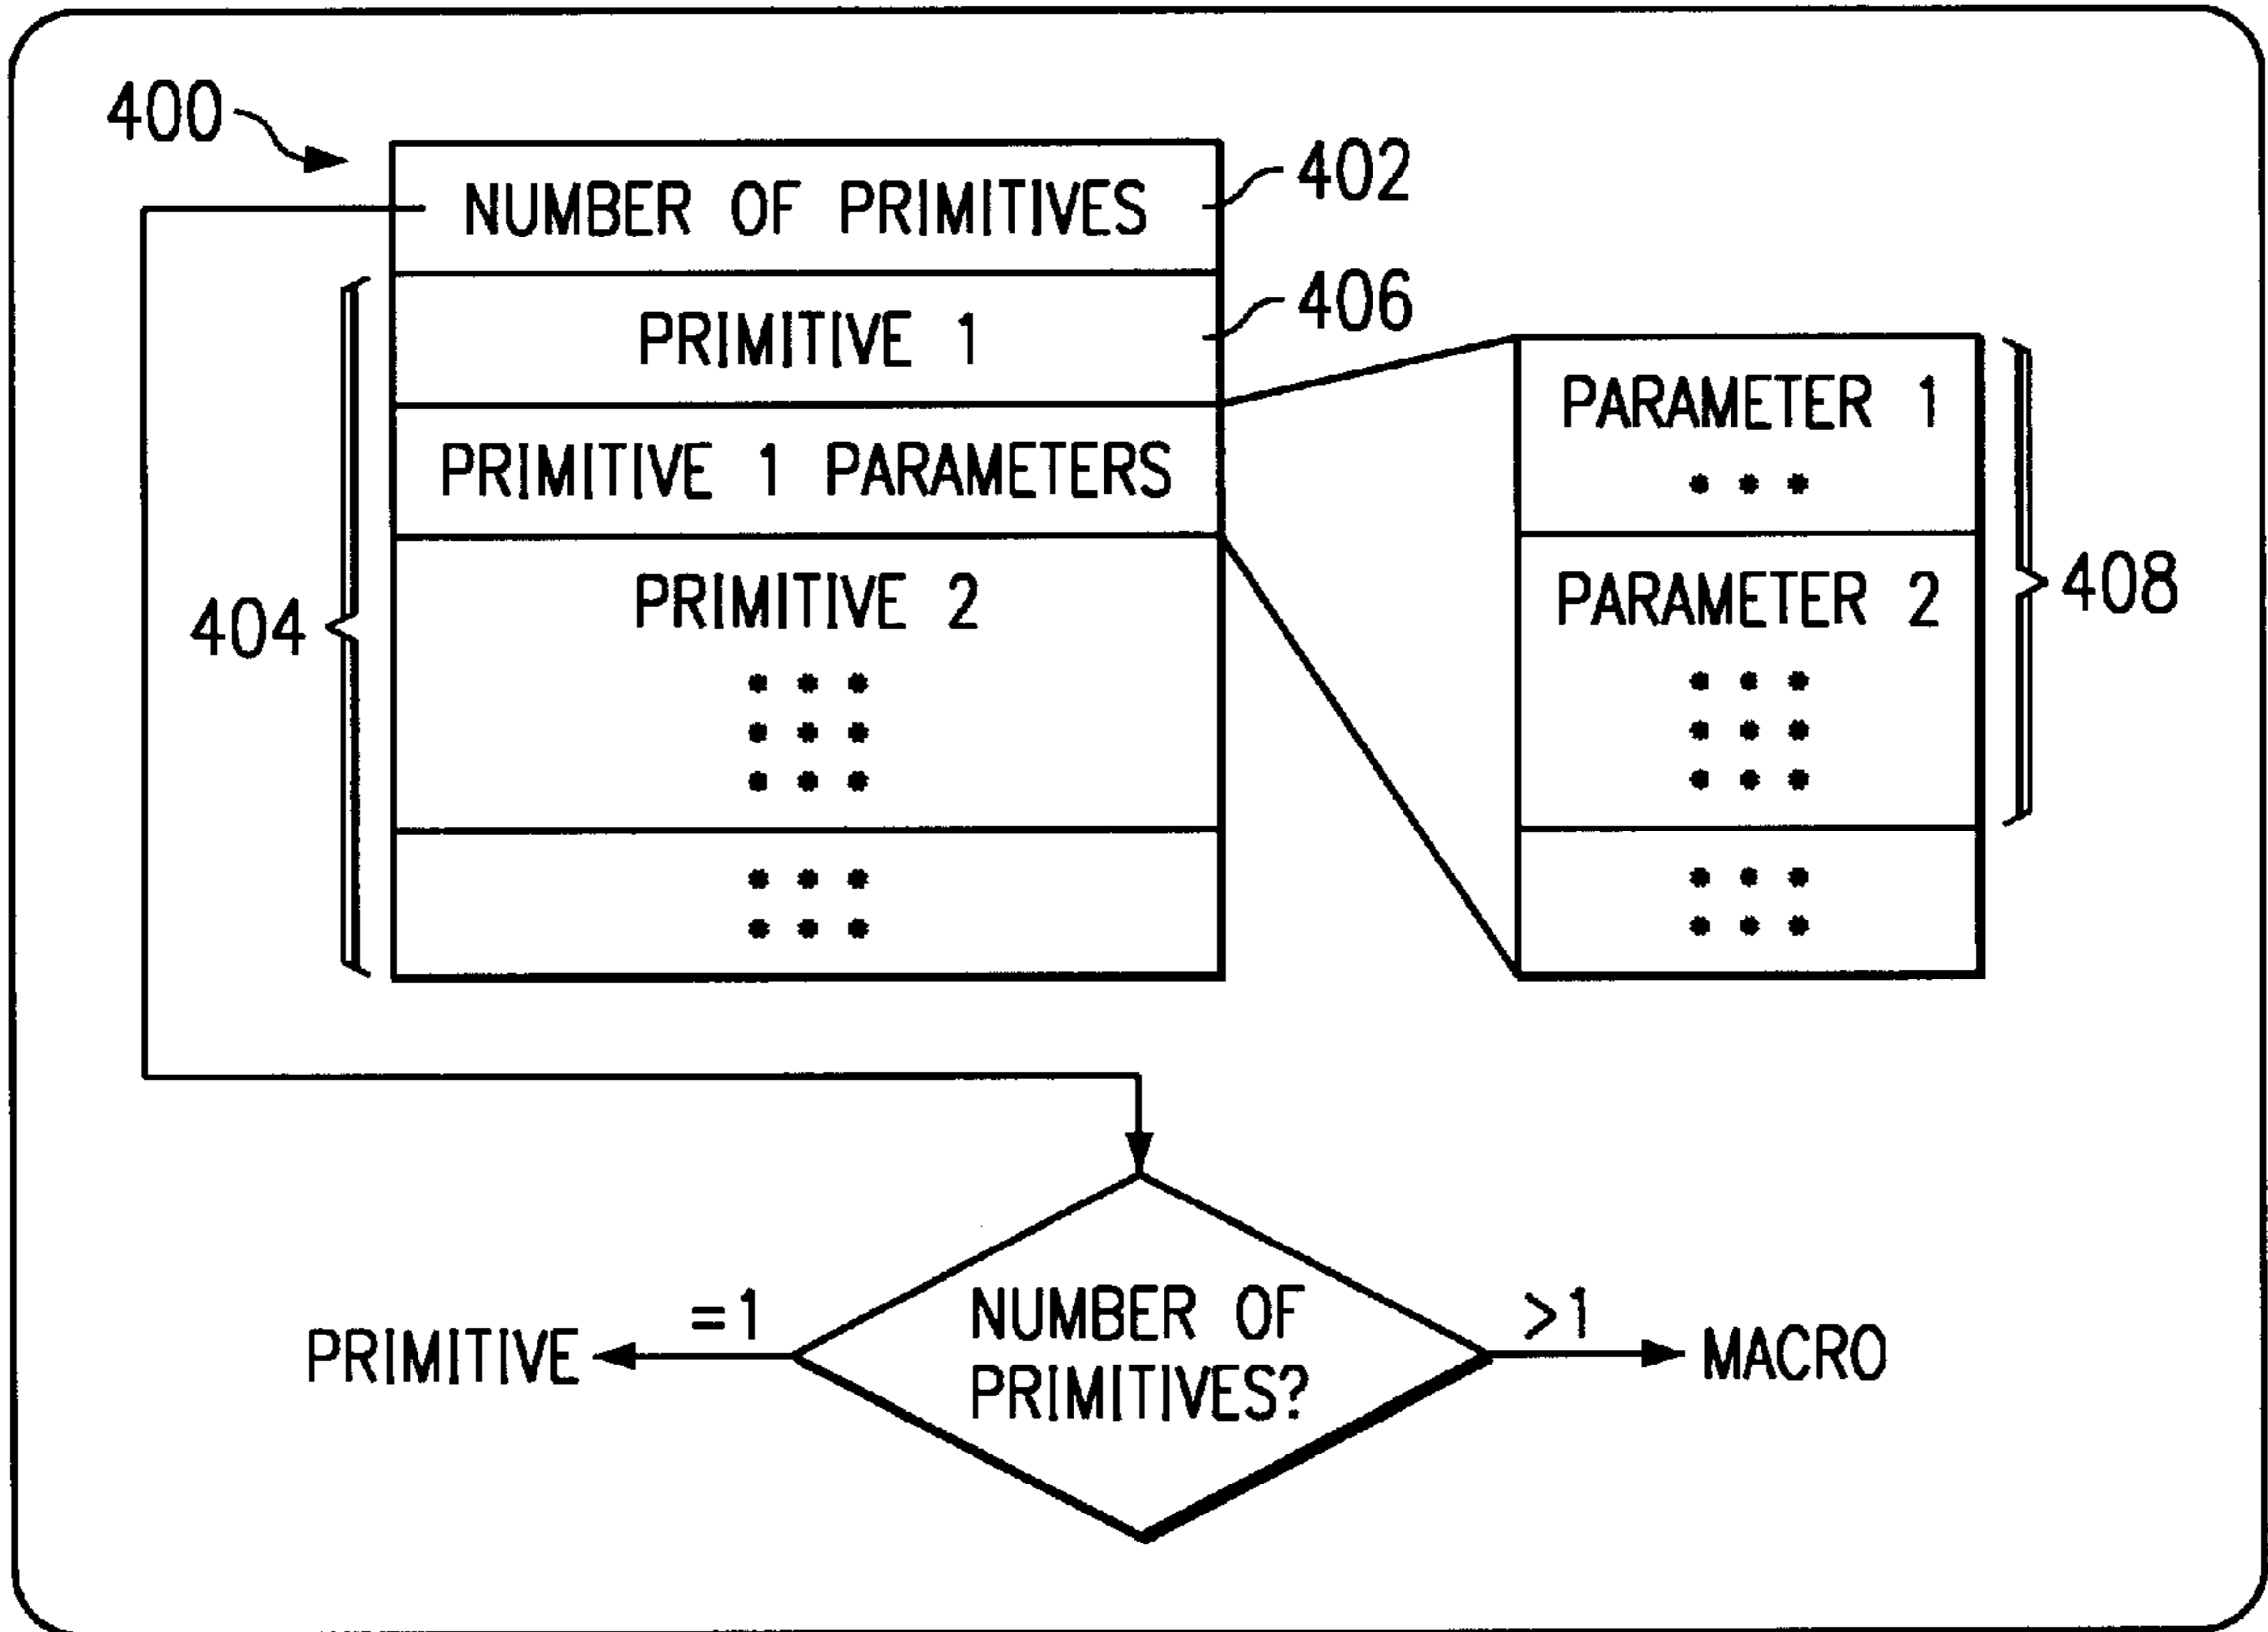 400
NUMBER OF PRIMITIVES
402
PRIMITIVE 1
406
PRIMITIVE 1 PARAMETERS
PRIMITIVE 2
404
PARAMETER 1
PARAMETER 2
408
NUMBER OF
PRIMITIVES?
=1
PRIMITIVE
>1
MACRO